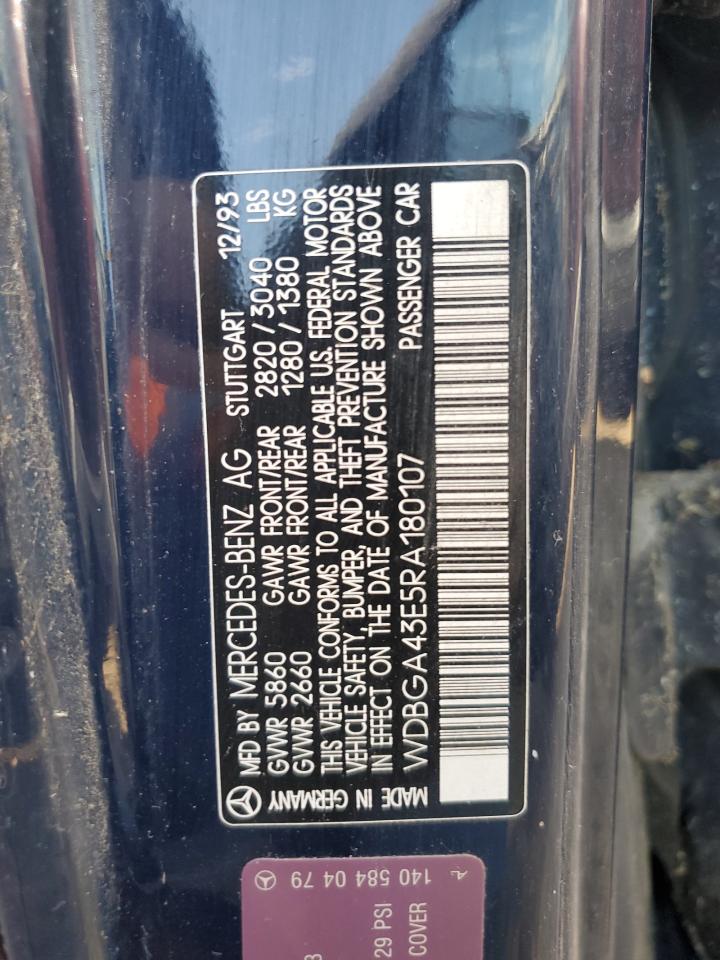 MFD BY MERCEDES-BENZ AG STUTTGART 12/93
GVWR 5860 GAWR FRONT/REAR 2820 / 3040 LBS
GVWR 2660 GAWR FRONT/REAR 1280 / 1380 KG
THIS VEHICLE CONFORMS TO ALL APPLICABLE U.S. FEDERAL MOTOR
VEHICLE SAFETY, BUMPER, AND THEFT PREVENTION STANDARDS
IN EFFECT ON THE DATE OF MANUFACTURE SHOWN ABOVE
MADE IN GERMANY WDBGA43E5RA180107 PASSENGER CAR
140 584 04 79
29 PSI
COVER